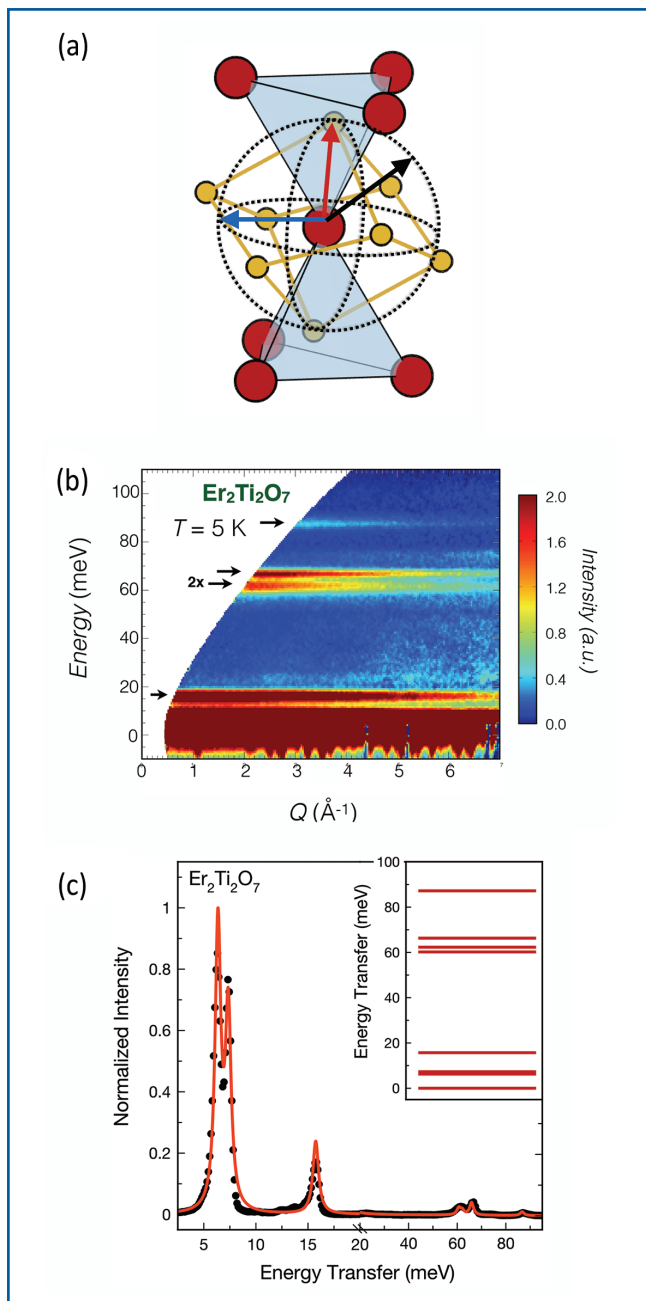 (a)
(b)
Er₂Ti₂O₇
T = 5 K
2x
100
80
60
40
20
0
Energy (meV)
0 1 2 3 4 5 6 7
Q (Å⁻¹)
2.0
1.6
1.2
0.8
0.4
0.0
Intensity (a.u.)
(c)
Er₂Ti₂O₇
1
0.8
0.6
0.4
0.2
0
Normalized Intensity
5 10 15 20 40 60 80
Energy Transfer (meV)
100
80
60
40
20
0
Energy Transfer (meV)